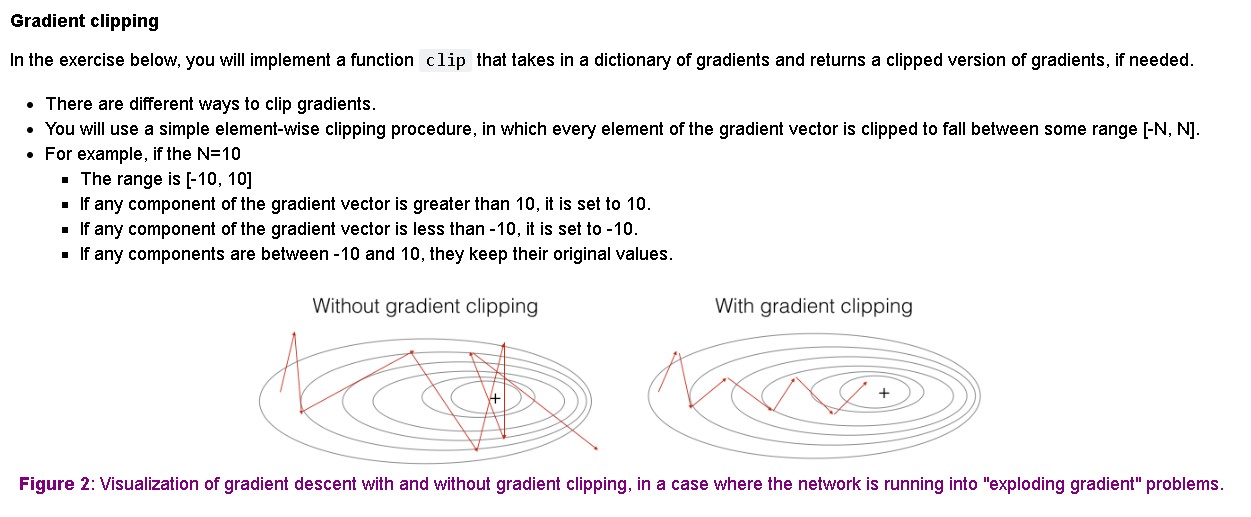 Gradient clipping
In the exercise below, you will implement a function clip that takes in a dictionary of gradients and returns a clipped version of gradients, if needed.
• There are different ways to clip gradients.
• You will use a simple element-wise clipping procedure, in which every element of the gradient vector is clipped to fall between some range [-N, N].
• For example, if the N=10
▪ The range is [-10, 10]
▪ If any component of the gradient vector is greater than 10, it is set to 10.
▪ If any component of the gradient vector is less than -10, it is set to -10.
▪ If any components are between -10 and 10, they keep their original values.
Without gradient clipping
With gradient clipping
+
+
Figure 2: Visualization of gradient descent with and without gradient clipping, in a case where the network is running into "exploding gradient" problems.